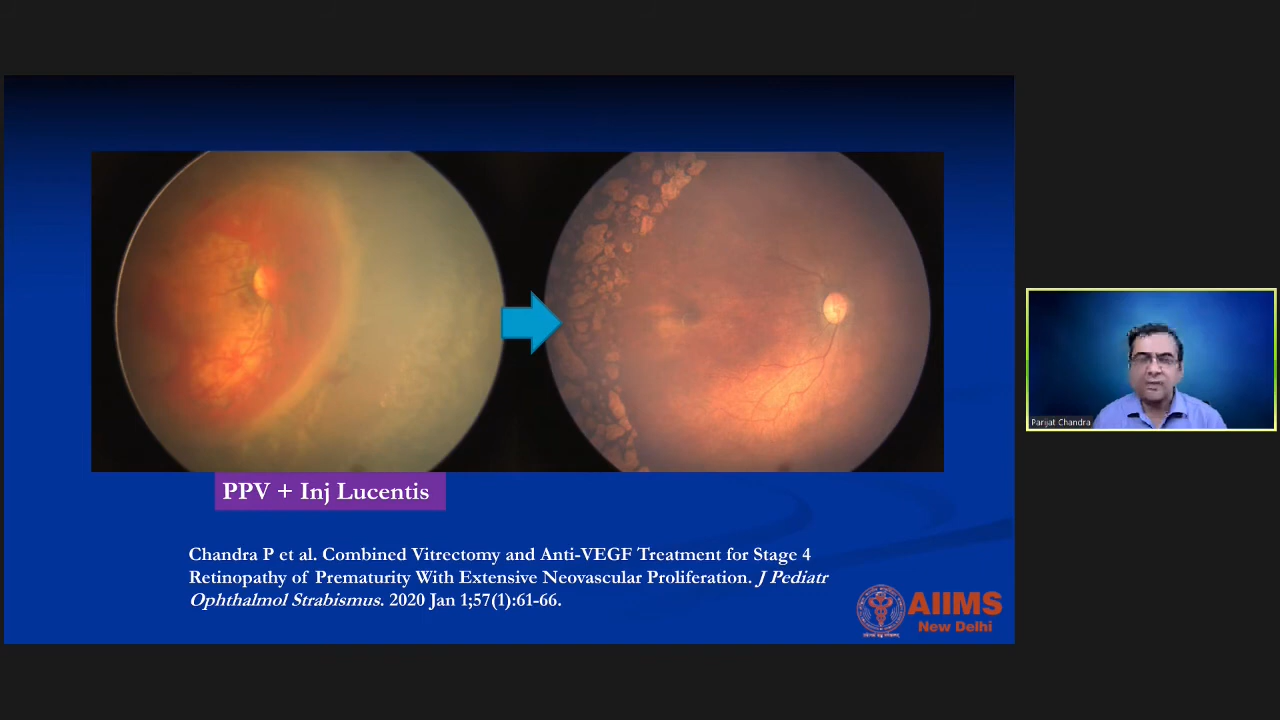 PPV + Inj Lucentis
Chandra P et al. Combined Vitrectomy and Anti-VEGF Treatment for Stage 4
Retinopathy of Prematurity With Extensive Neovascular Proliferation. J Pediatr
Ophthalmol Strabismus. 2020 Jan 1;57(1):61-66.
AIIMS
New Delhi
Parijat Chandra